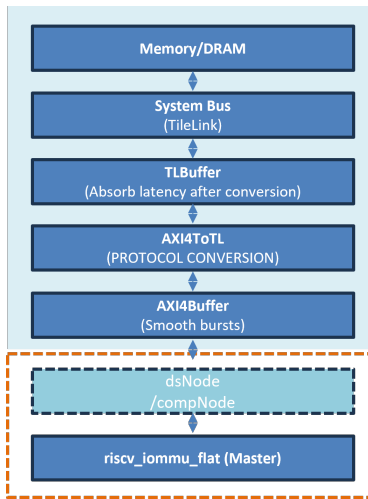 Memory/DRAM
System Bus
(TileLink)
TLBuffer
(Absorb latency after conversion)
AXI4ToTL
(PROTOCOL CONVERSION)
AXI4Buffer
(Smooth bursts)
dsNode
/compNode
riscv_iommu_flat (Master)